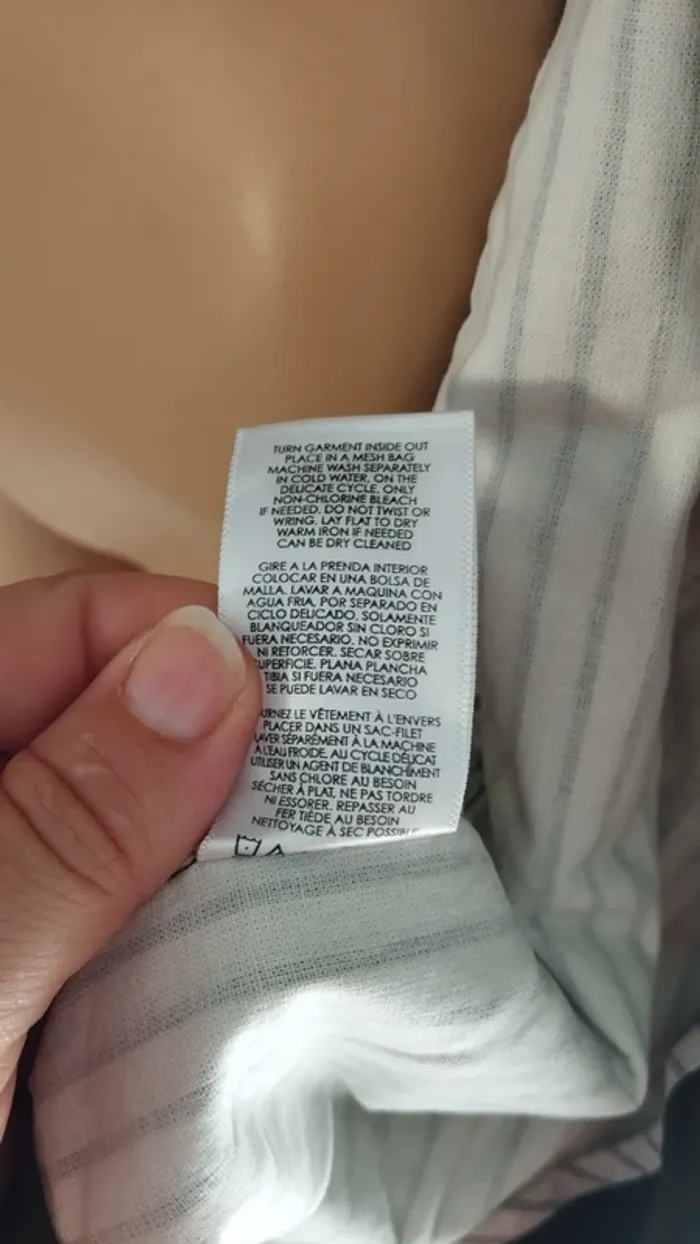 TURN GARMENT INSIDE OUT
PLACE IN A MESH BAG
MACHINE WASH SEPARATELY
IN COLD WATER, ON THE
DELICATE CYCLE. ONLY
NON-CHLORINE BLEACH
IF NEEDED. DO NOT TWIST OR
WRING. LAY FLAT TO DRY
WARM IRON IF NEEDED
CAN BE DRY CLEANED
GIRE A LA PRENDA INTERIOR
COLOCAR EN UNA BOLSA DE
MALLA. LAVAR A MAQUINA CON
AGUA FRIA, POR SEPARADO EN
CICLO DELICADO. SOLAMENTE
BLANQUEADOR SIN CLORO SI
FUERA NECESARIO. NO EXPRIMIR
NI RETORCER. SECAR SOBRE
UPERFICIE. PLANA PLANCHA
TIBIA SI FUERA NECESARIO
SE PUEDE LAVAR EN SECO
URNEZ LE VÊTEMENT À L'ENVERS
PLACER DANS UN SAC-FILET
AVER SÉPARÉMENT À LA MACHINE
À L'EAU FROIDE, AU CYCLE DÉLICAT
UTILISER UN AGENT DE BLANCHIMENT
SANS CHLORE AU BESOIN
SÉCHER À PLAT, NE PAS TORDRE
NI ESSORER. REPASSER AU
FER TIÈDE AU BESOIN
NETTOYAGE À SEC POSSIBLE